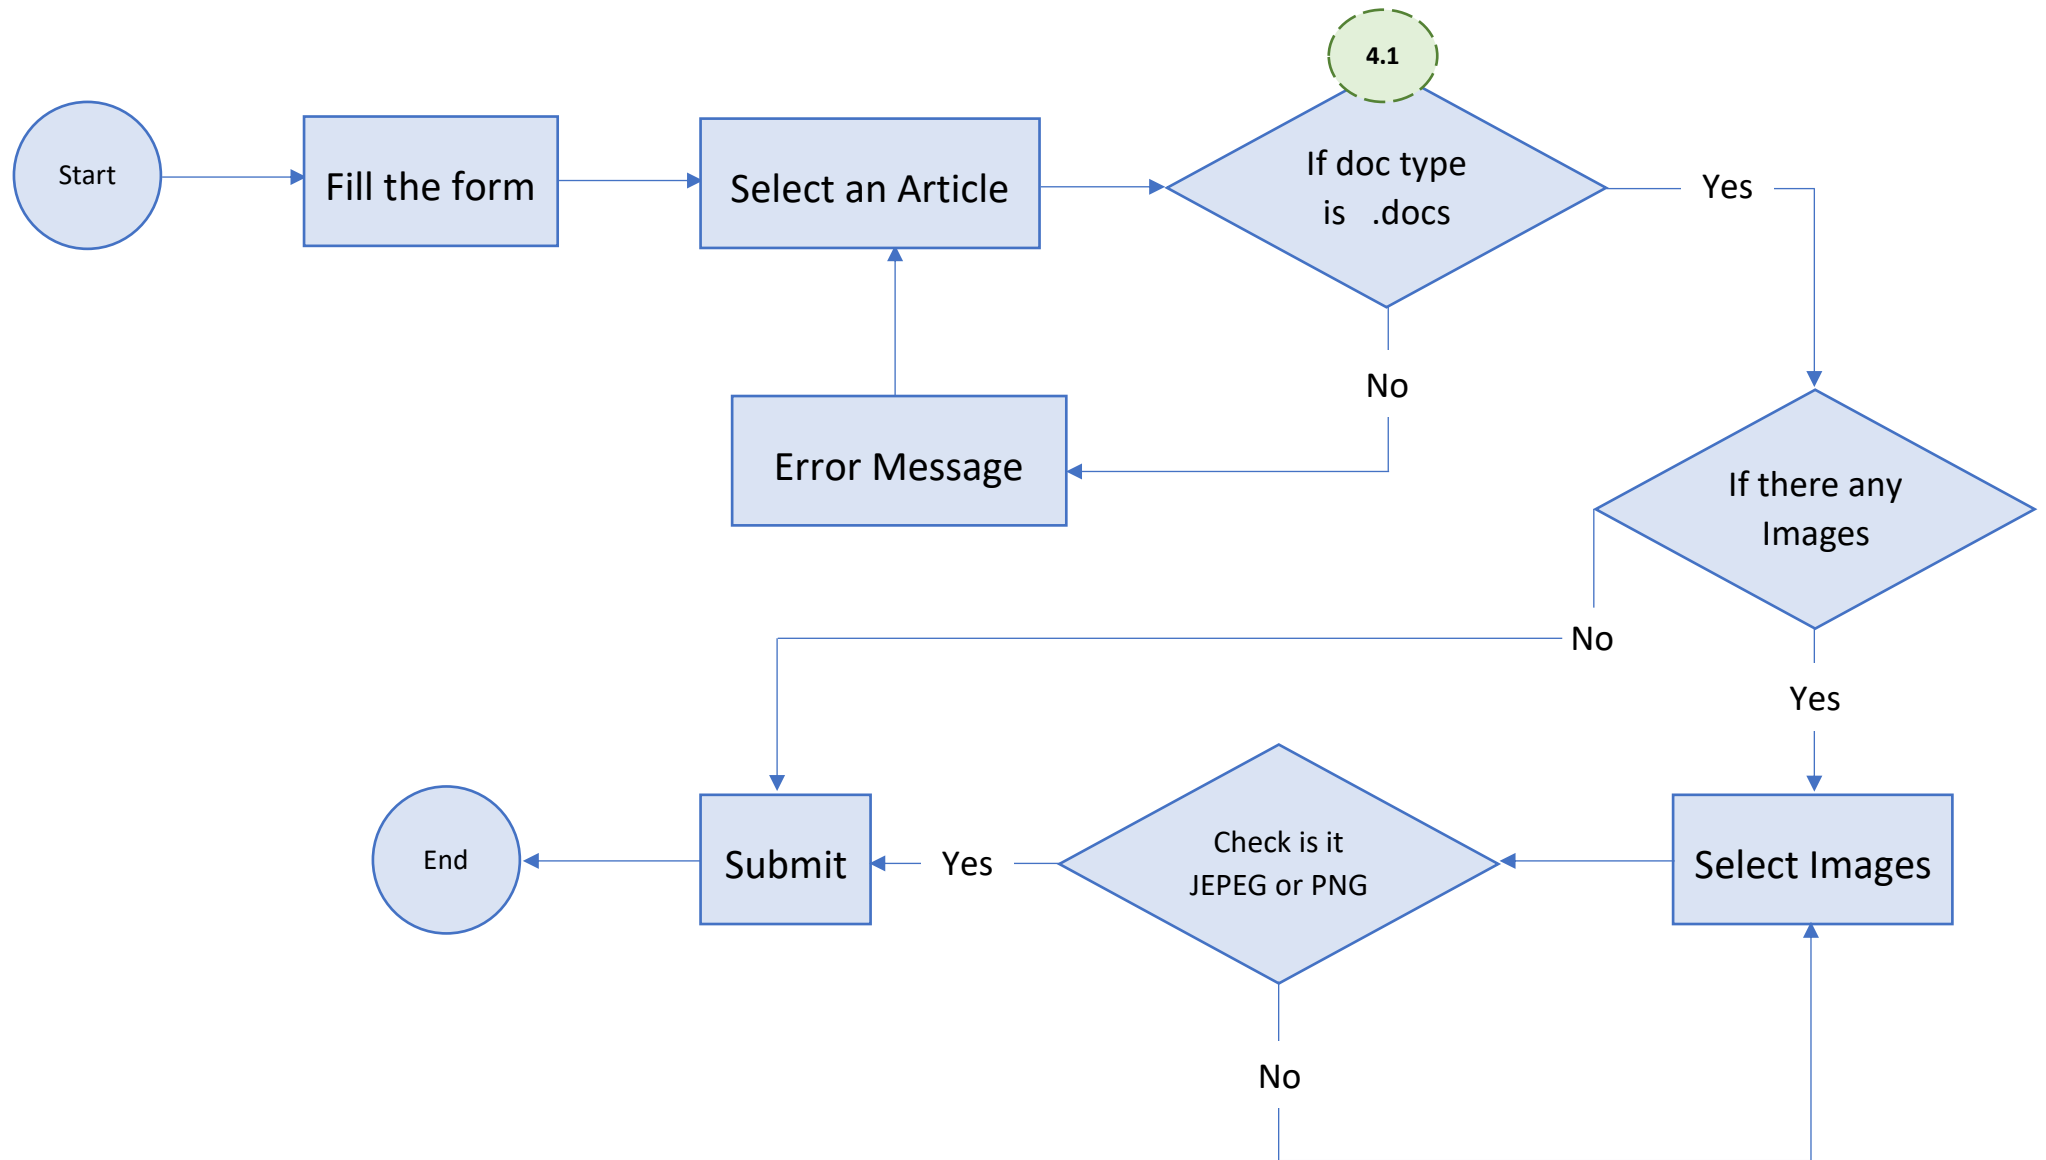 4.1
Start
Fill the form
Select an Article
If doc type
is .docs
Yes
No
Error Message
If there any
Images
No
Yes
End
Submit
Yes
Check is it
JEPEG or PNG
Select Images
No